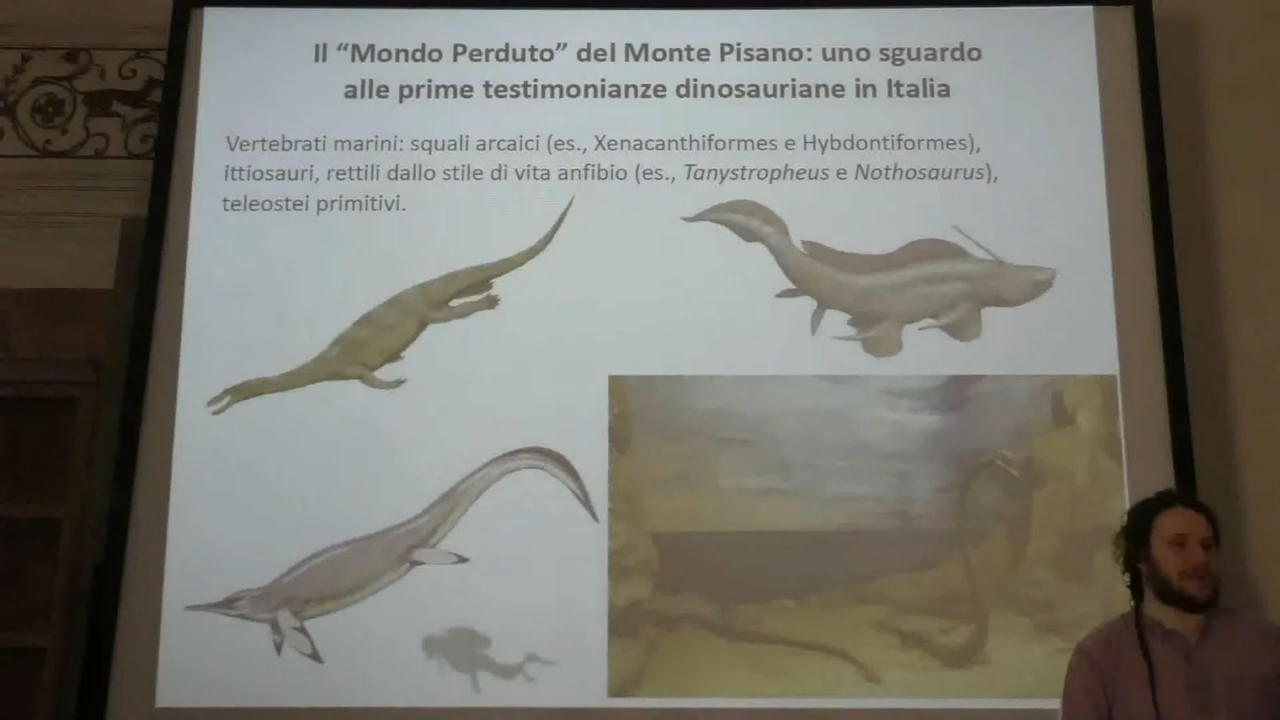 Il “Mondo Perduto” del Monte Pisano: uno sguardo
alle prime testimonianze dinosauriane in Italia
Vertebrati marini: squali arcaici (es., Xenacanthiformes e Hybdontiformes),
ittiosauri, rettili dallo stile di vita anfibio (es., Tanystropheus e Nothosaurus),
teleostei primitivi.